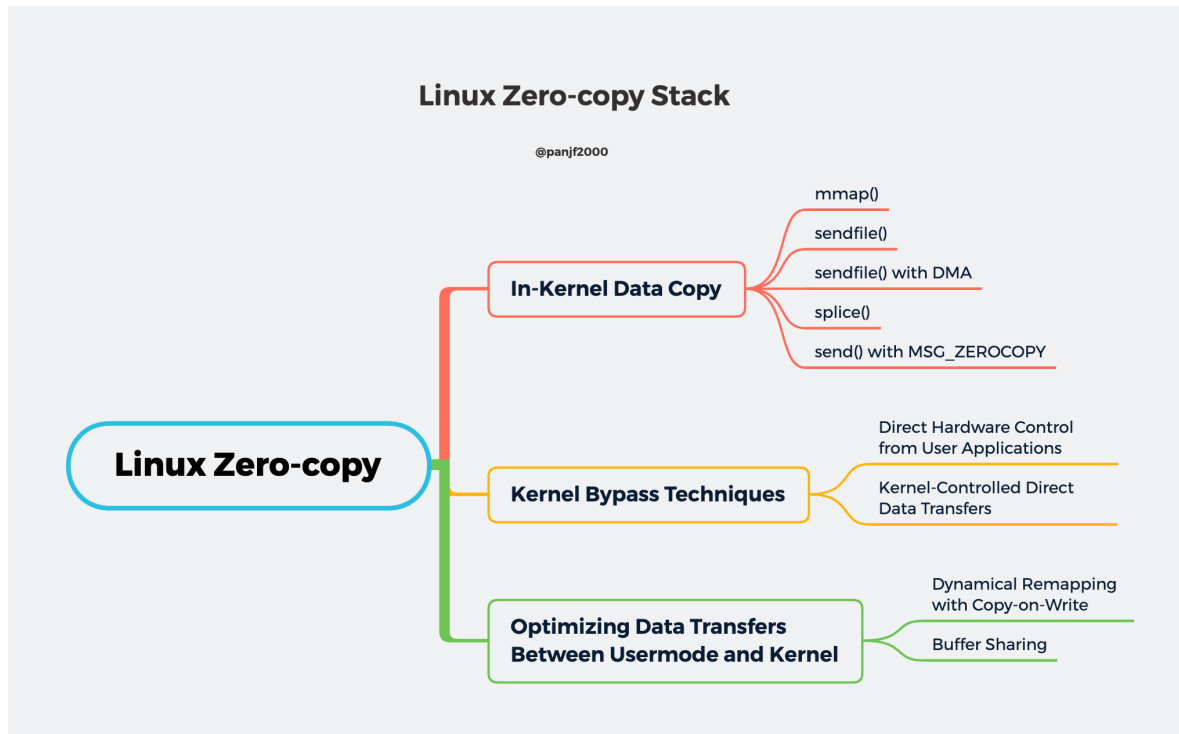 Linux Zero-copy Stack
@panjf2000
mmap()
sendfile()
In-Kernel Data Copy
sendfile() with DMA
splice()
send() with MSG_ZEROCOPY
Linux Zero-copy
Kernel Bypass Techniques
Direct Hardware Control
from User Applications
Kernel-Controlled Direct
Data Transfers
Optimizing Data Transfers
Between Usermode and Kernel
Dynamical Remapping
with Copy-on-Write
Buffer Sharing